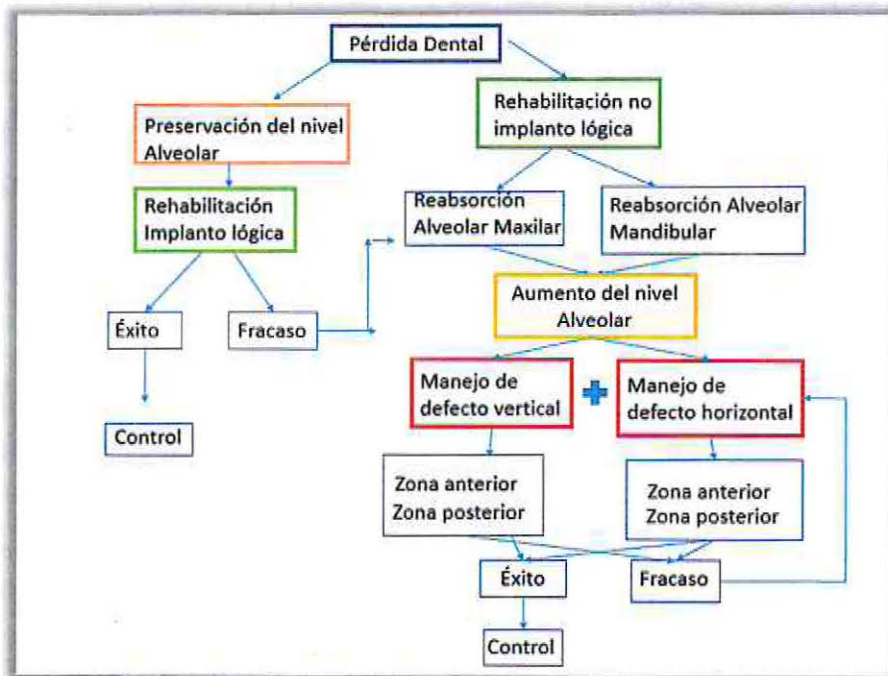 Pérdida Dental
Preservación del nivel
Alveolar
Rehabilitación no
implanto lógica
Rehabilitación
Implanto lógica
Reabsorción
Alveolar Maxilar
Reabsorción Alveolar
Mandibular
Éxito
Fracaso
Aumento del nivel
Alveolar
Control
Manejo de
defecto vertical
Manejo de
defecto horizontal
Zona anterior
Zona posterior
Zona anterior
Zona posterior
Éxito
Fracaso
Control